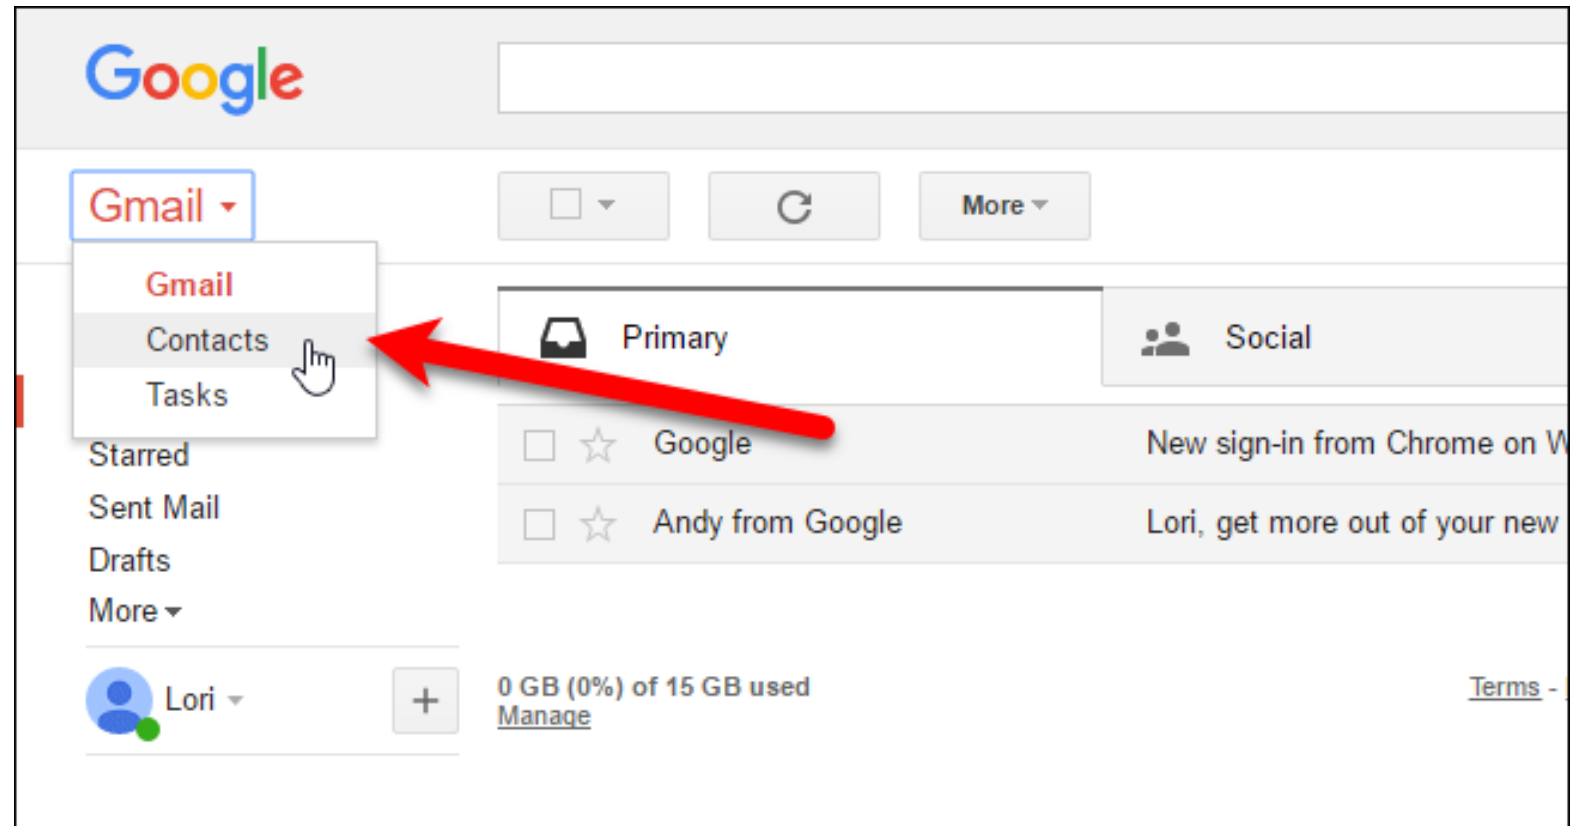 Google
Gmail
More
Gmail
Contacts
Tasks
Starred
Sent Mail
Drafts
More
Lori
Primary
Social
Google
New sign-in from Chrome on
Andy from Google
Lori, get more out of your new
0 GB (0%) of 15 GB used
Manage
Terms -